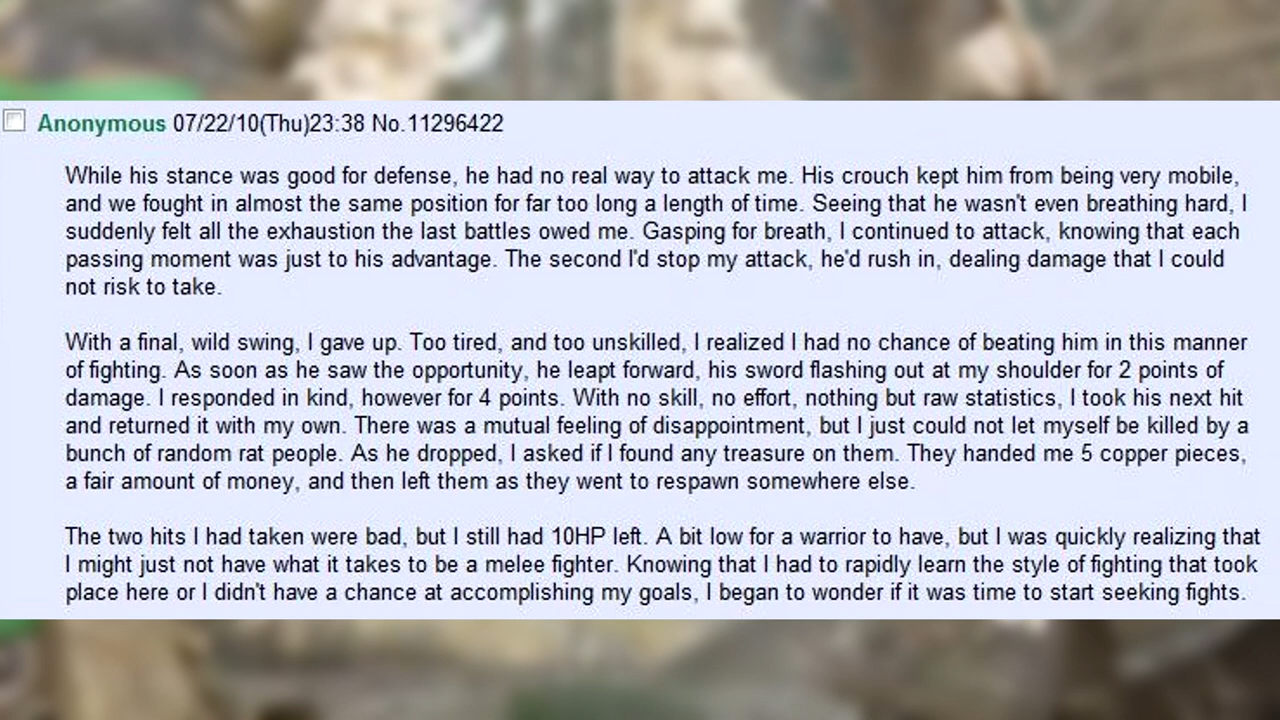 Anonymous 07/22/10(Thu)23:38 No.11296422
While his stance was good for defense, he had no real way to attack me. His crouch kept him from being very mobile,
and we fought in almost the same position for far too long a length of time. Seeing that he wasn't even breathing hard, I
suddenly felt all the exhaustion the last battles owed me. Gasping for breath, I continued to attack, knowing that each
passing moment was just to his advantage. The second I'd stop my attack, he'd rush in, dealing damage that I could
not risk to take.
With a final, wild swing, I gave up. Too tired, and too unskilled, I realized I had no chance of beating him in this manner
of fighting. As soon as he saw the opportunity, he leapt forward, his sword flashing out at my shoulder for 2 points of
damage. I responded in kind, however for 4 points. With no skill, no effort, nothing but raw statistics, I took his next hit
and returned it with my own. There was a mutual feeling of disappointment, but I just could not let myself be killed by a
bunch of random rat people. As he dropped, I asked if I found any treasure on them. They handed me 5 copper pieces,
a fair amount of money, and then left them as they went to respawn somewhere else.
The two hits I had taken were bad, but I still had 10HP left. A bit low for a warrior to have, but I was quickly realizing that
I might just not have what it takes to be a melee fighter. Knowing that I had to rapidly learn the style of fighting that took
place here or I didn't have a chance at accomplishing my goals, I began to wonder if it was time to start seeking fights.